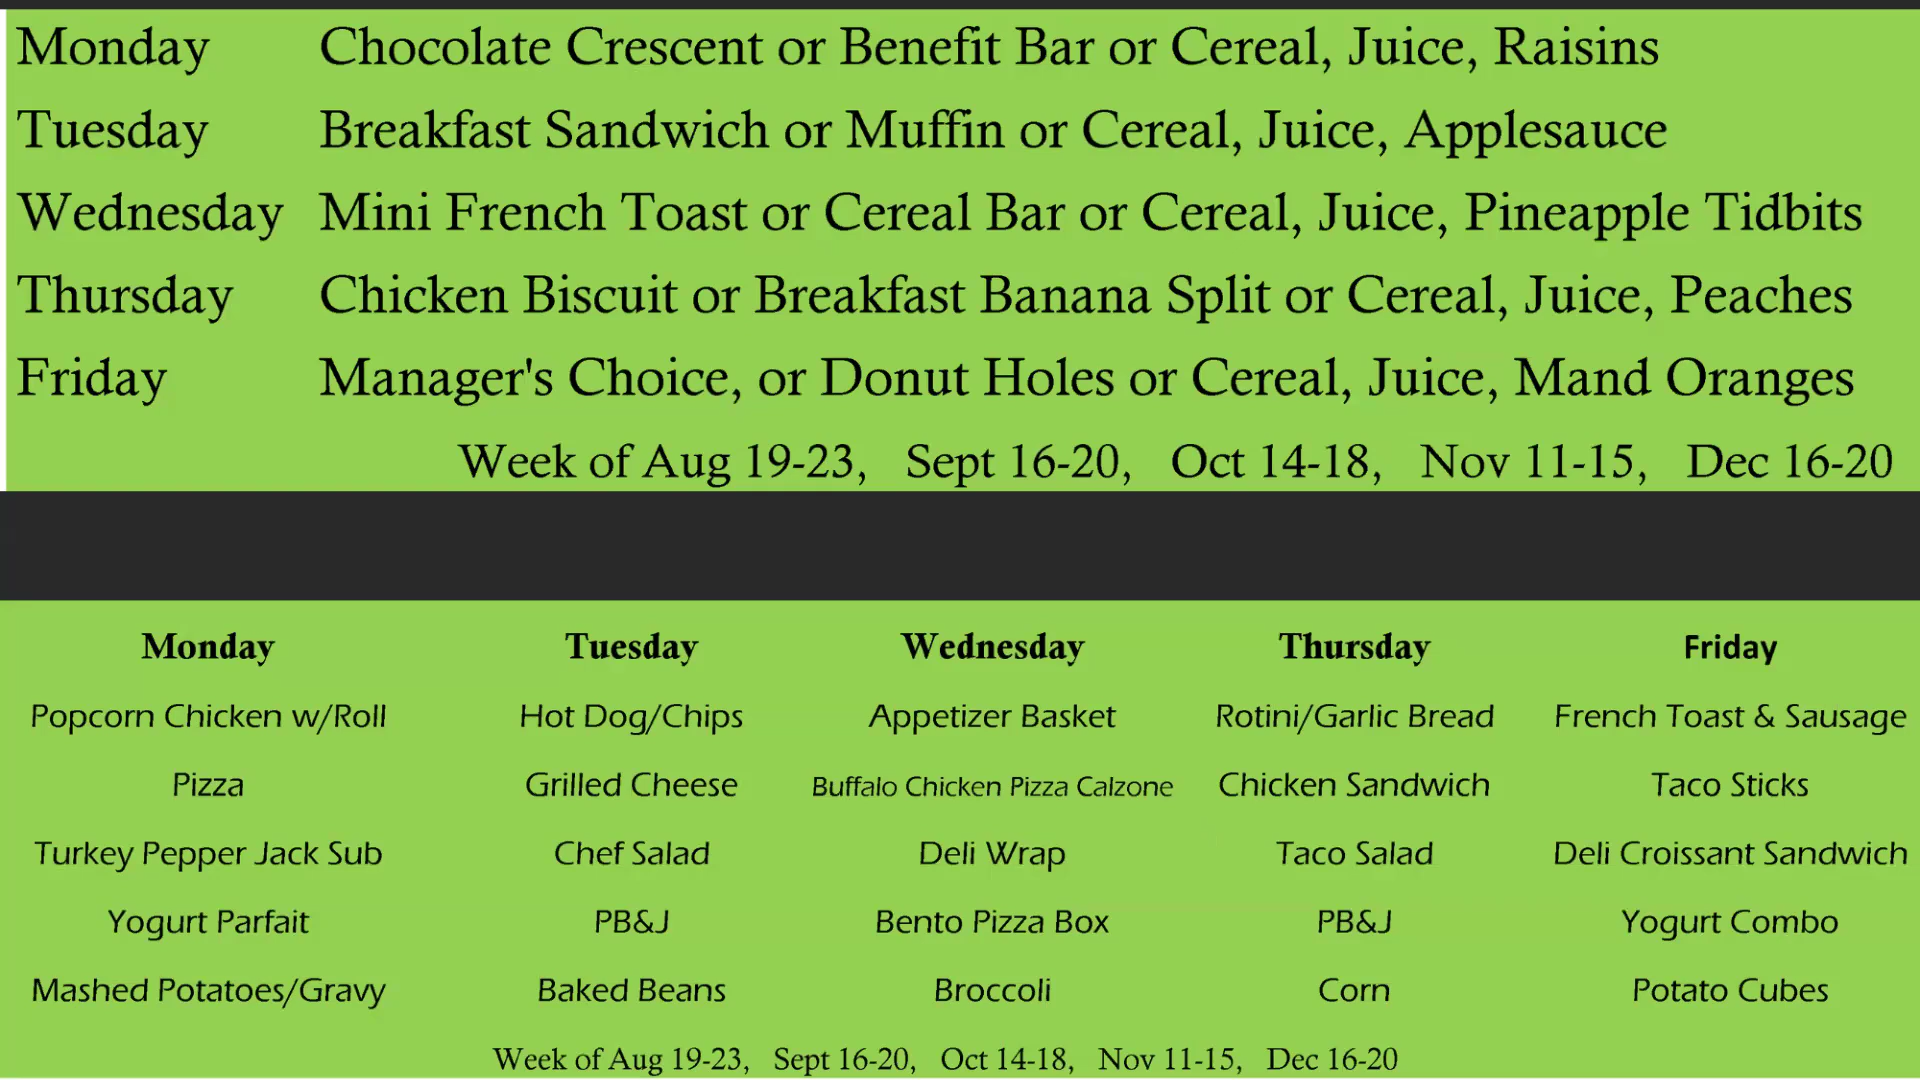 Monday Chocolate Crescent or Benefit Bar or Cereal, Juice, Raisins
Tuesday Breakfast Sandwich or Muffin or Cereal, Juice, Applesauce
Wednesday Mini French Toast or Cereal Bar or Cereal, Juice, Pineapple Tidbits
Thursday Chicken Biscuit or Breakfast Banana Split or Cereal, Juice, Peaches
Friday Manager's Choice, or Donut Holes or Cereal, Juice, Mand Oranges
Week of Aug 19-23, Sept 16-20, Oct 14-18, Nov 11-15, Dec 16-20
Monday Tuesday Wednesday Thursday Friday
Popcorn Chicken w/Roll Hot Dog/Chips Appetizer Basket Rotini/Garlic Bread French Toast & Sausage
Pizza Grilled Cheese Buffalo Chicken Pizza Calzone Chicken Sandwich Taco Sticks
Turkey Pepper Jack Sub Chef Salad Deli Wrap Taco Salad Deli Croissant Sandwich
Yogurt Parfait PB&J Bento Pizza Box PB&J Yogurt Combo
Mashed Potatoes/Gravy Baked Beans Broccoli Corn Potato Cubes
Week of Aug 19-23, Sept 16-20, Oct 14-18, Nov 11-15, Dec 16-20